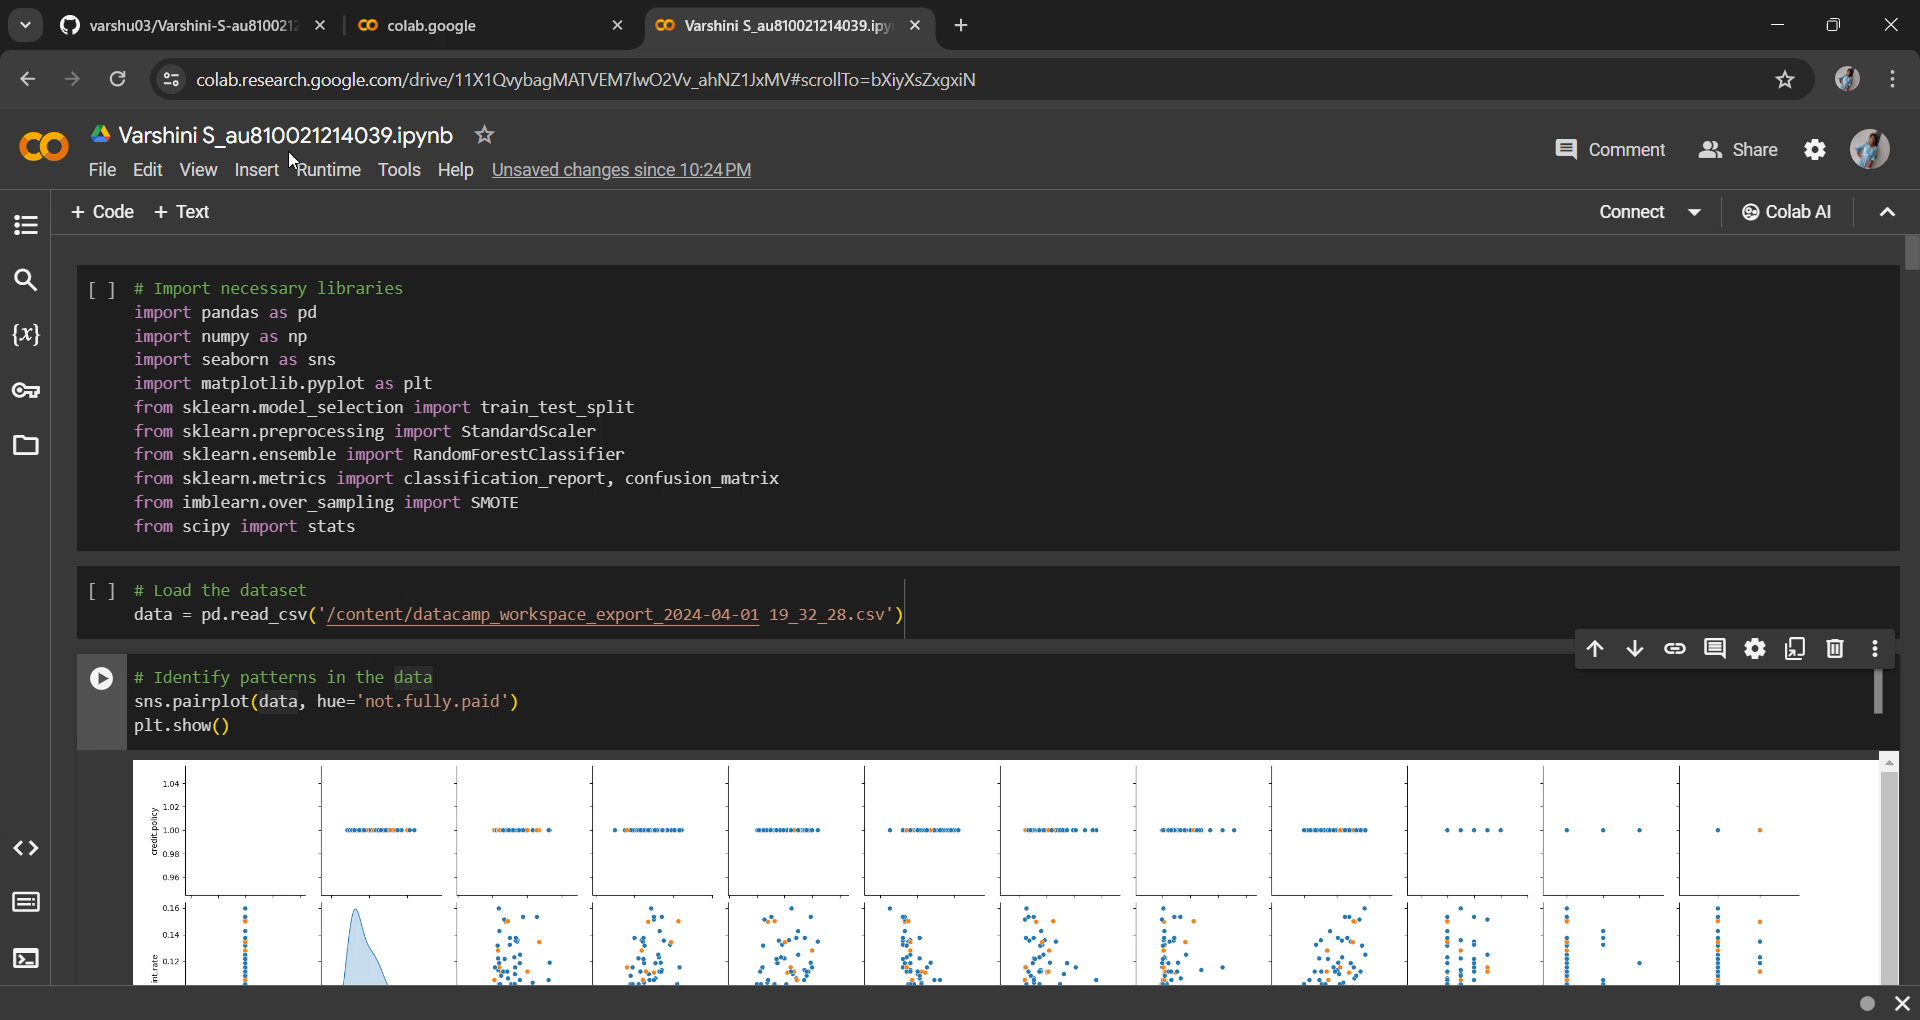 varshu03/Varshini-S-au810021
colab.google
Varshini S_au810021214039.ipy
colab.research.google.com/drive/11X1QvybagMATVEM7lwO2Vv_ahNZ1JxMV#scrollTo=bXiyXsZxgxiN
CO Varshini S_au810021214039.ipynb
File Edit View Insert Runtime Tools Help Unsaved changes since 10:24 PM
Comment Share
+ Code + Text
Connect Colab AI
[ ] # Import necessary libraries
import pandas as pd
import numpy as np
import seaborn as sns
import matplotlib.pyplot as plt
from sklearn.model_selection import train_test_split
from sklearn.preprocessing import StandardScaler
from sklearn.ensemble import RandomForestClassifier
from sklearn.metrics import classification_report, confusion_matrix
from imblearn.over_sampling import SMOTE
from scipy import stats
[ ] # Load the dataset
data = pd.read_csv('/content/datacamp_workspace_export_2024-04-01 19_32_28.csv')
# Identify patterns in the data
sns.pairplot(data, hue='not.fully.paid')
plt.show()
{x}
credit.policy
1.04
1.02
1.00
0.98
0.96
int.rate
0.16
0.14
0.12